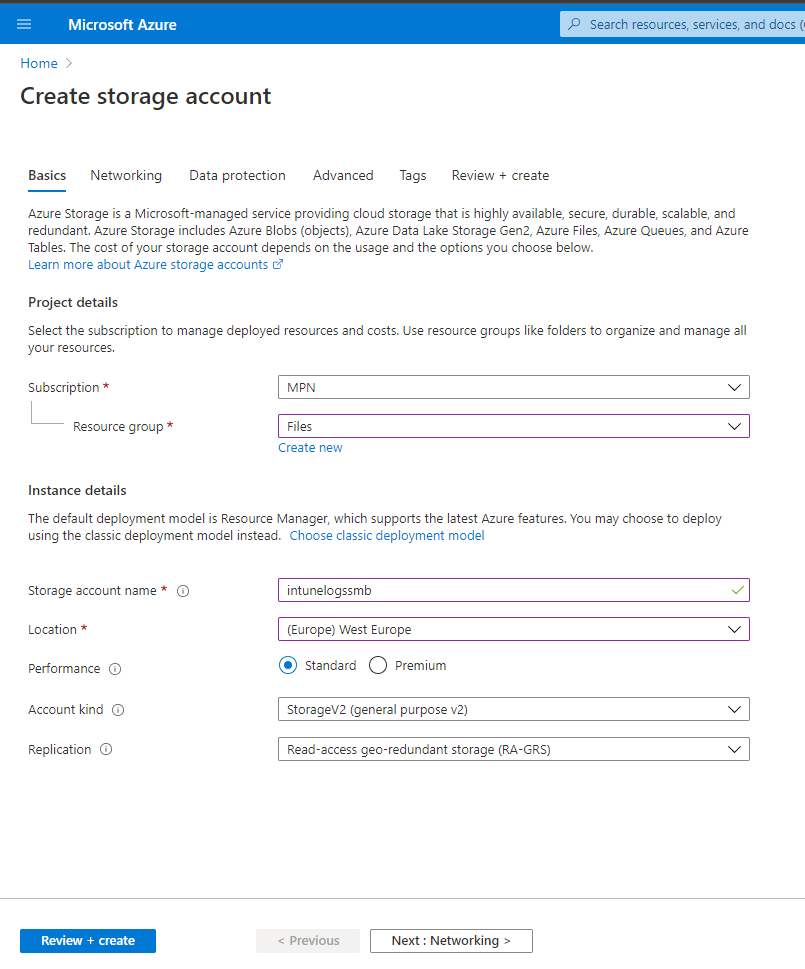 Microsoft Azure
Search resources, services, and docs (
Home
Create storage account
Basics Networking Data protection Advanced Tags Review + create
Azure Storage is a Microsoft-managed service providing cloud storage that is highly available, secure, durable, scalable, and
redundant. Azure Storage includes Azure Blobs (objects), Azure Data Lake Storage Gen2, Azure Files, Azure Queues, and Azure
Tables. The cost of your storage account depends on the usage and the options you choose below.
Learn more about Azure storage accounts
Project details
Select the subscription to manage deployed resources and costs. Use resource groups like folders to organize and manage all
your resources.
Subscription *
MPN
Resource group *
Files
Create new
Instance details
The default deployment model is Resource Manager, which supports the latest Azure features. You may choose to deploy
using the classic deployment model instead. Choose classic deployment model
Storage account name *
intunelogssmb
Location *
(Europe) West Europe
Performance
Standard Premium
Account kind
StorageV2 (general purpose v2)
Replication
Read-access geo-redundant storage (RA-GRS)
Review + create
< Previous
Next : Networking >